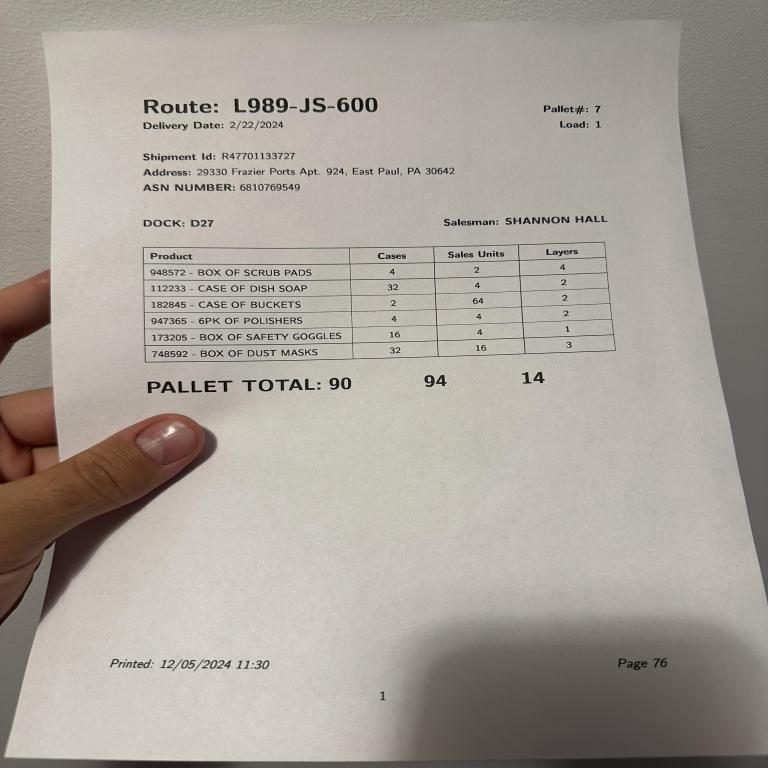 Route: L989-JS-600 Pallet#: 7
Delivery Date: 2/22/2024 Load: 1
Shipment Id: R47701133727
Address: 29330 Frazier Ports Apt. 924, East Paul, PA 30642
ASN NUMBER: 6810769549
DOCK: D27 Salesman: SHANNON HALL
Product Cases Sales Units Layers
948572 - BOX OF SCRUB PADS 4 2 4
112233 - CASE OF DISH SOAP 32 4 2
182845 - CASE OF BUCKETS 2 64 2
947365 - 6PK OF POLISHERS 4 4 2
173205 - BOX OF SAFETY GOGGLES 16 4 1
748592 - BOX OF DUST MASKS 32 16 3
PALLET TOTAL: 90 94 14
Printed: 12/05/2024 11:30 Page 76
1